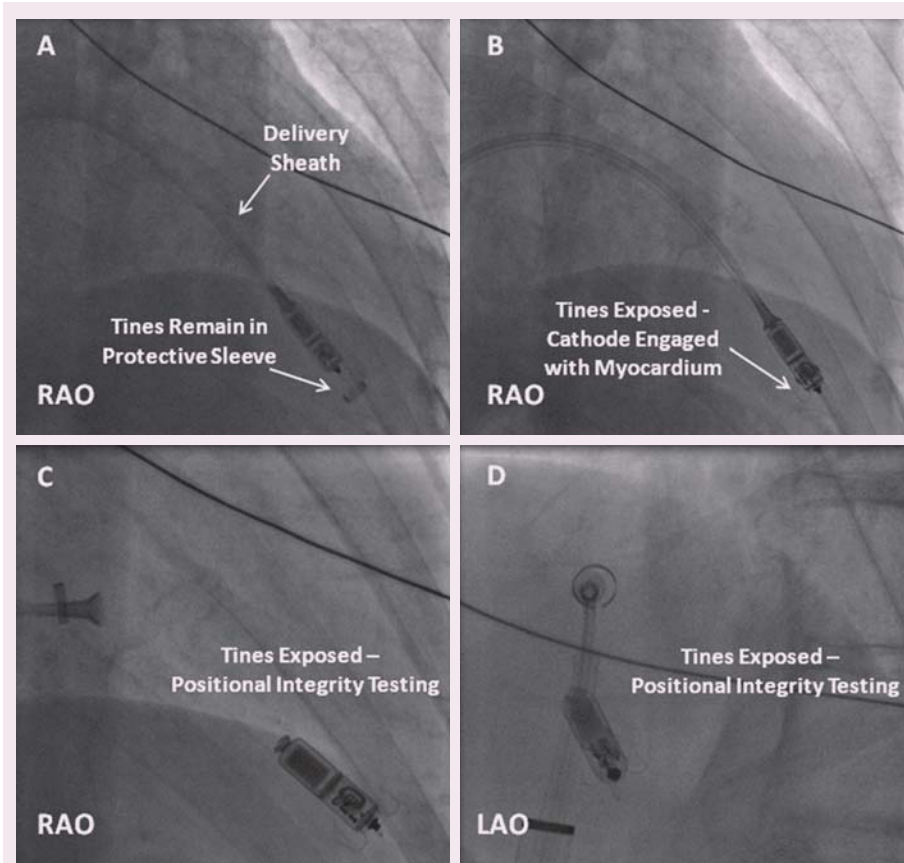 A
Delivery
Sheath
Tines Remain in
Protective Sleeve
RAO
B
Tines Exposed -
Cathode Engaged
with Myocardium
RAO
C
Tines Exposed –
Positional Integrity Testing
RAO
D
Tines Exposed –
Positional Integrity Testing
LAO